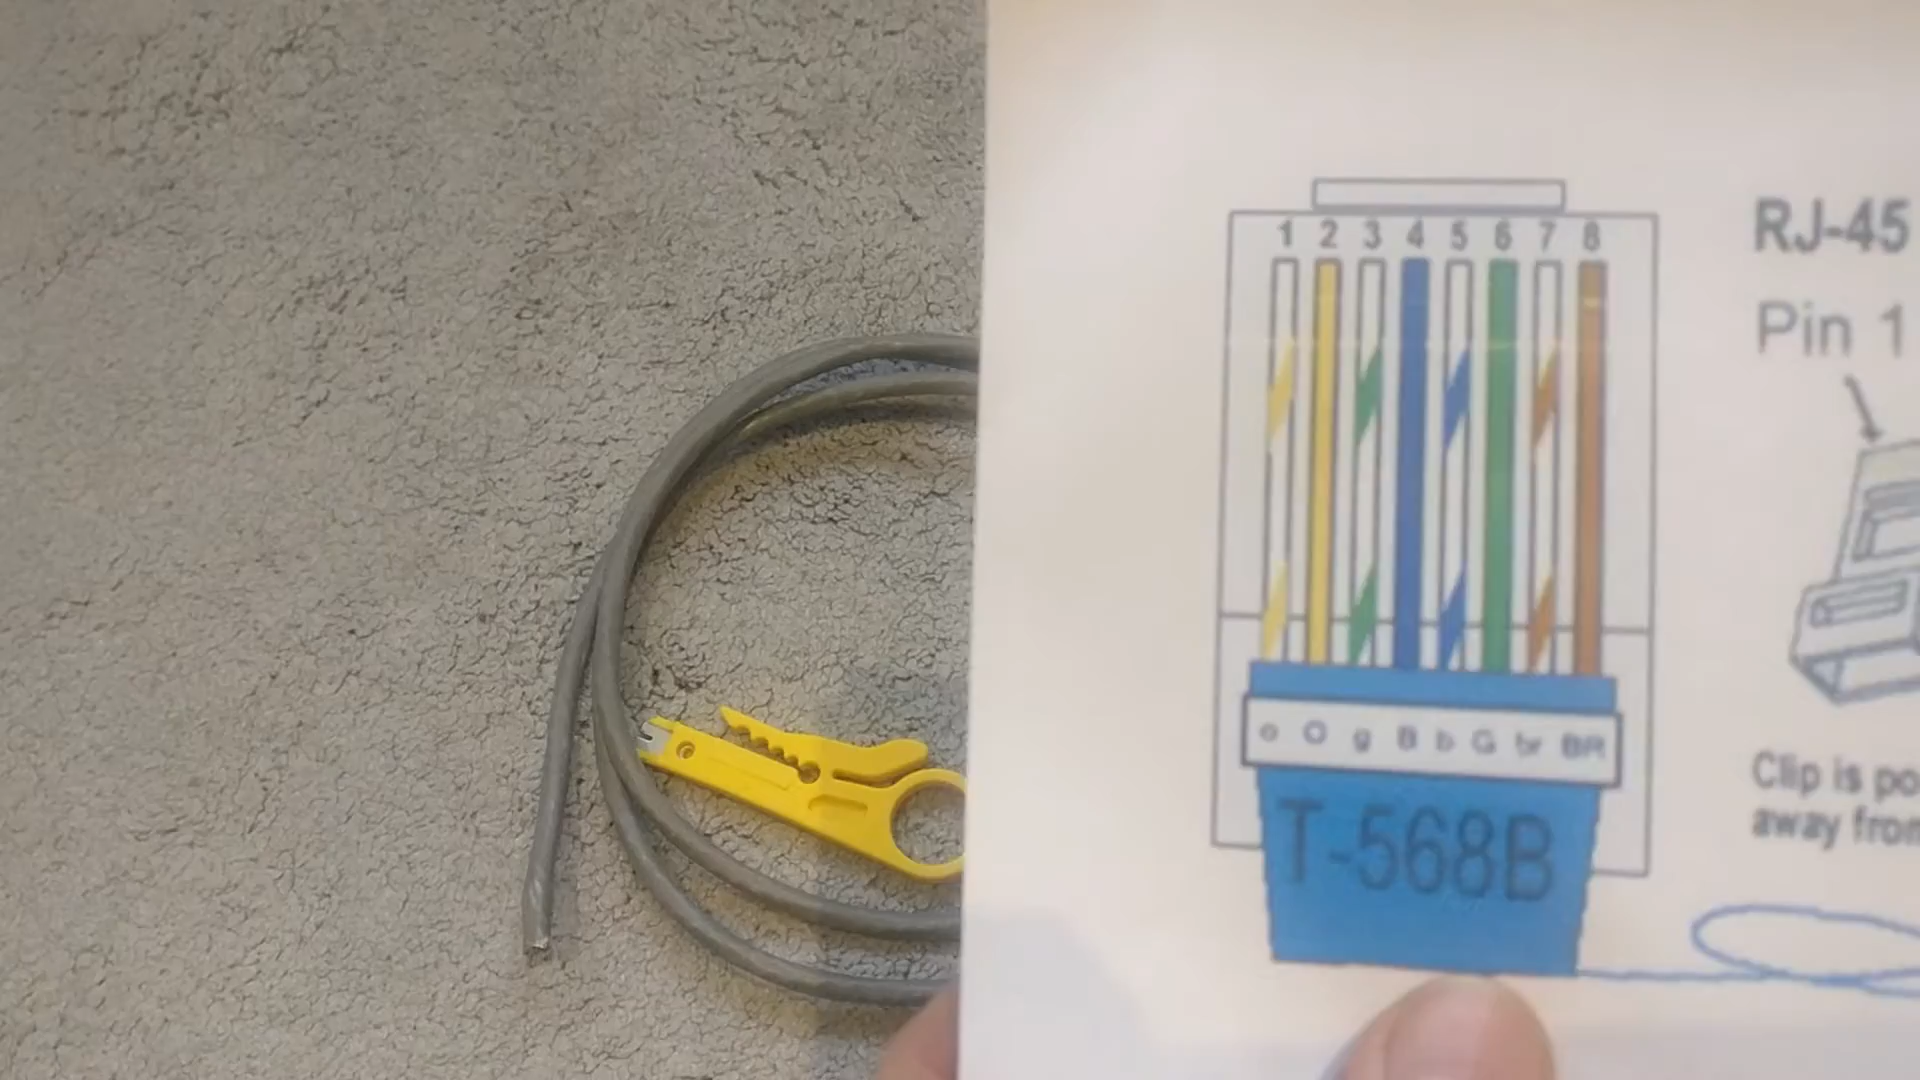 1 2 3 4 5 6 7 8
RJ-45
Pin 1
o O g B b G br BR
Clip is po
away from
T-568B